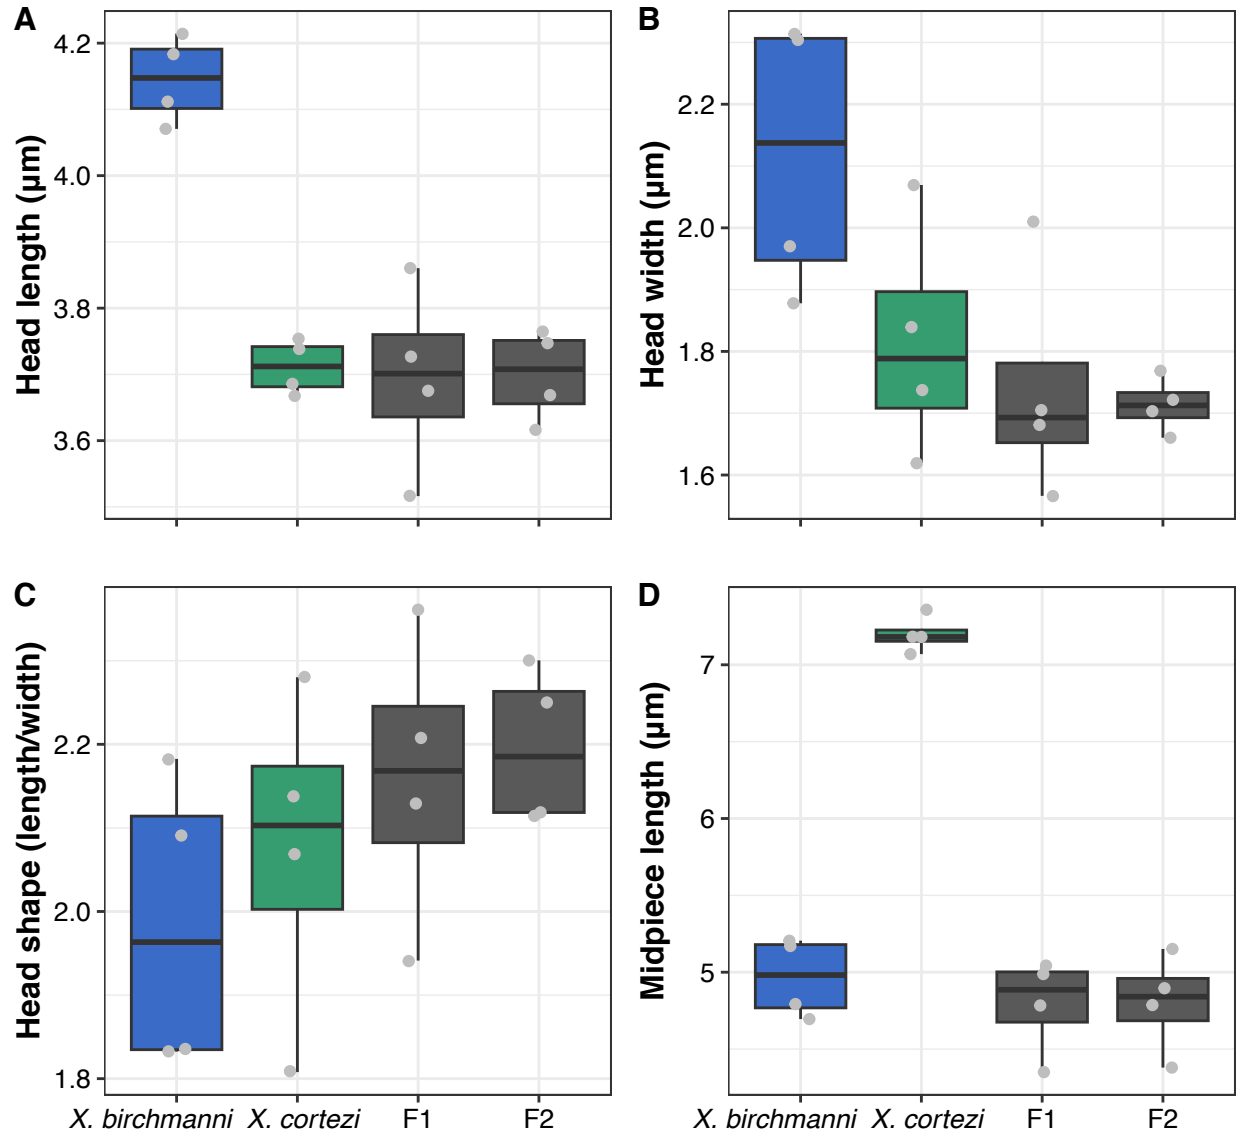 A
Head length (µm)
4.2
4.0
3.8
3.6
B
Head width (µm)
2.2
2.0
1.8
1.6
C
Head shape (length/width)
2.2
2.0
1.8
X. birchmanni X. cortezi F1 F2
D
Midpiece length (µm)
7
6
5
X. birchmanni X. cortezi F1 F2